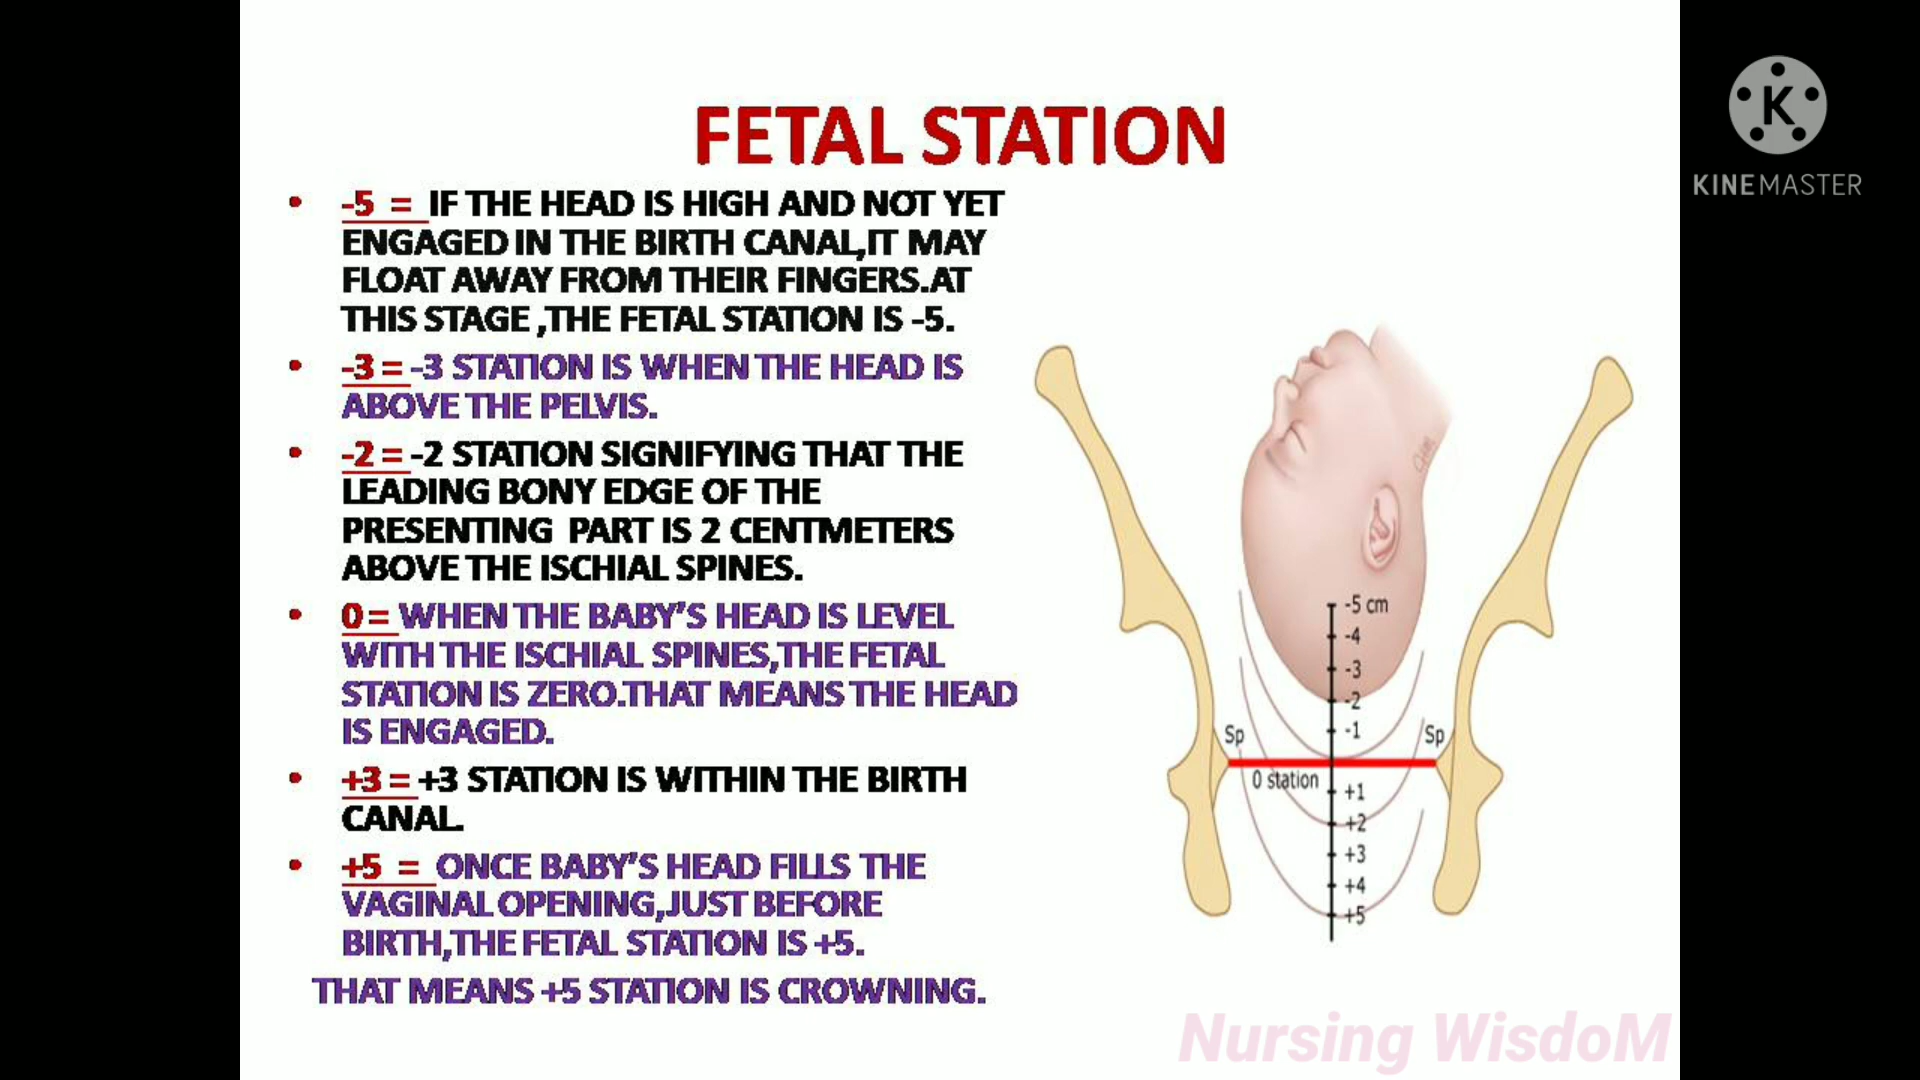 FETAL STATION
• -5 = IF THE HEAD IS HIGH AND NOT YET
ENGAGED IN THE BIRTH CANAL,IT MAY
FLOAT AWAY FROM THEIR FINGERS.AT
THIS STAGE ,THE FETAL STATION IS -5.
• -3 = -3 STATION IS WHEN THE HEAD IS
ABOVE THE PELVIS.
• -2 = -2 STATION SIGNIFYING THAT THE
LEADING BONY EDGE OF THE
PRESENTING PART IS 2 CENTMETERS
ABOVE THE ISCHIAL SPINES.
• 0 = WHEN THE BABY'S HEAD IS LEVEL
WITH THE ISCHIAL SPINES,THE FETAL
STATION IS ZERO.THAT MEANS THE HEAD
IS ENGAGED.
• +3 = +3 STATION IS WITHIN THE BIRTH
CANAL.
• +5 = ONCE BABY'S HEAD FILLS THE
VAGINAL OPENING,JUST BEFORE
BIRTH,THE FETAL STATION IS +5.
THAT MEANS +5 STATION IS CROWNING.
-5 cm
-4
-3
-2
-1
Sp
Sp
0 station
+1
+2
+3
+4
+5
K
KINEMASTER
Nursing WisdoM